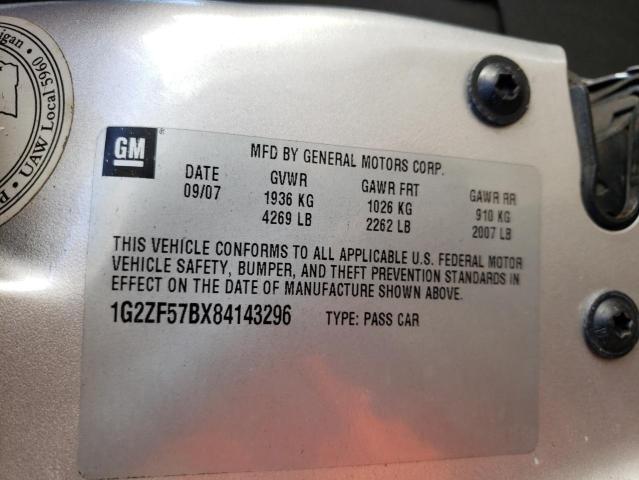 igan •
UAW Local 5960 •
P
GM ®
MFD BY GENERAL MOTORS CORP.
DATE GVWR GAWR FRT GAWR RR
09/07 1936 KG 1026 KG 910 KG
4269 LB 2262 LB 2007 LB
THIS VEHICLE CONFORMS TO ALL APPLICABLE U.S. FEDERAL MOTOR
VEHICLE SAFETY, BUMPER, AND THEFT PREVENTION STANDARDS IN
EFFECT ON THE DATE OF MANUFACTURE SHOWN ABOVE.
1G2ZF57BX84143296 TYPE: PASS CAR